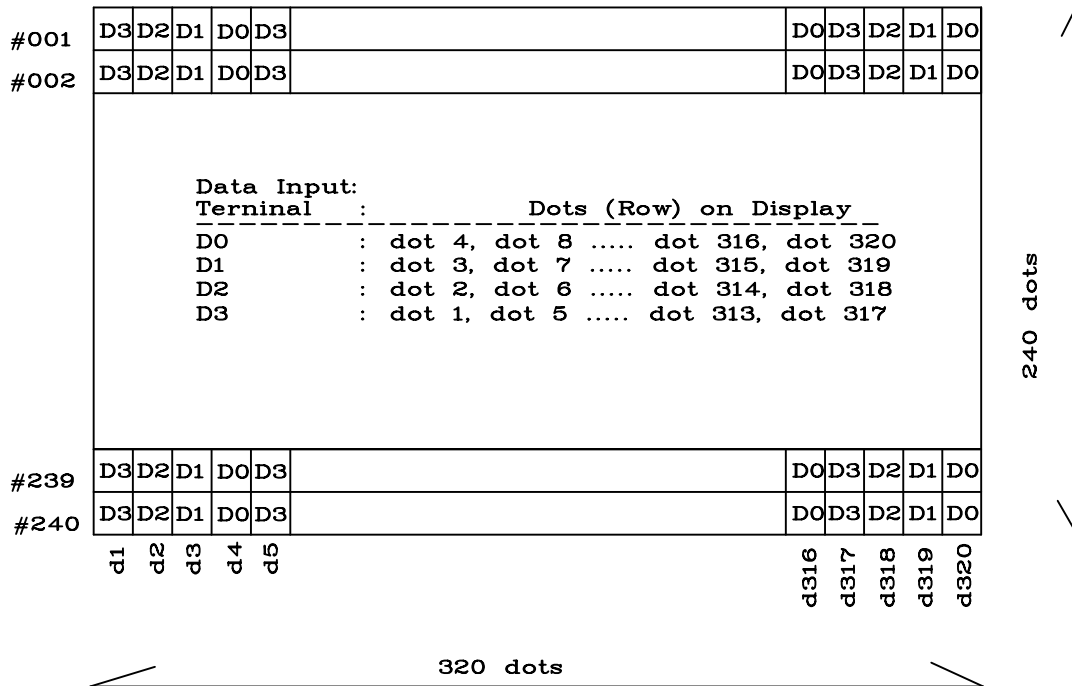 #001 D3 D2 D1 D0 D3 D0 D3 D2 D1 D0
#002 D3 D2 D1 D0 D3 D0 D3 D2 D1 D0
Data Input:
Terninal : Dots (Row) on Display
D0 : dot 4, dot 8 ..... dot 316, dot 320
D1 : dot 3, dot 7 ..... dot 315, dot 319
D2 : dot 2, dot 6 ..... dot 314, dot 318
D3 : dot 1, dot 5 ..... dot 313, dot 317
240 dots
#239 D3 D2 D1 D0 D3 D0 D3 D2 D1 D0
#240 D3 D2 D1 D0 D3 D0 D3 D2 D1 D0
d1 d2 d3 d4 d5 d316 d317 d318 d319 d320
320 dots